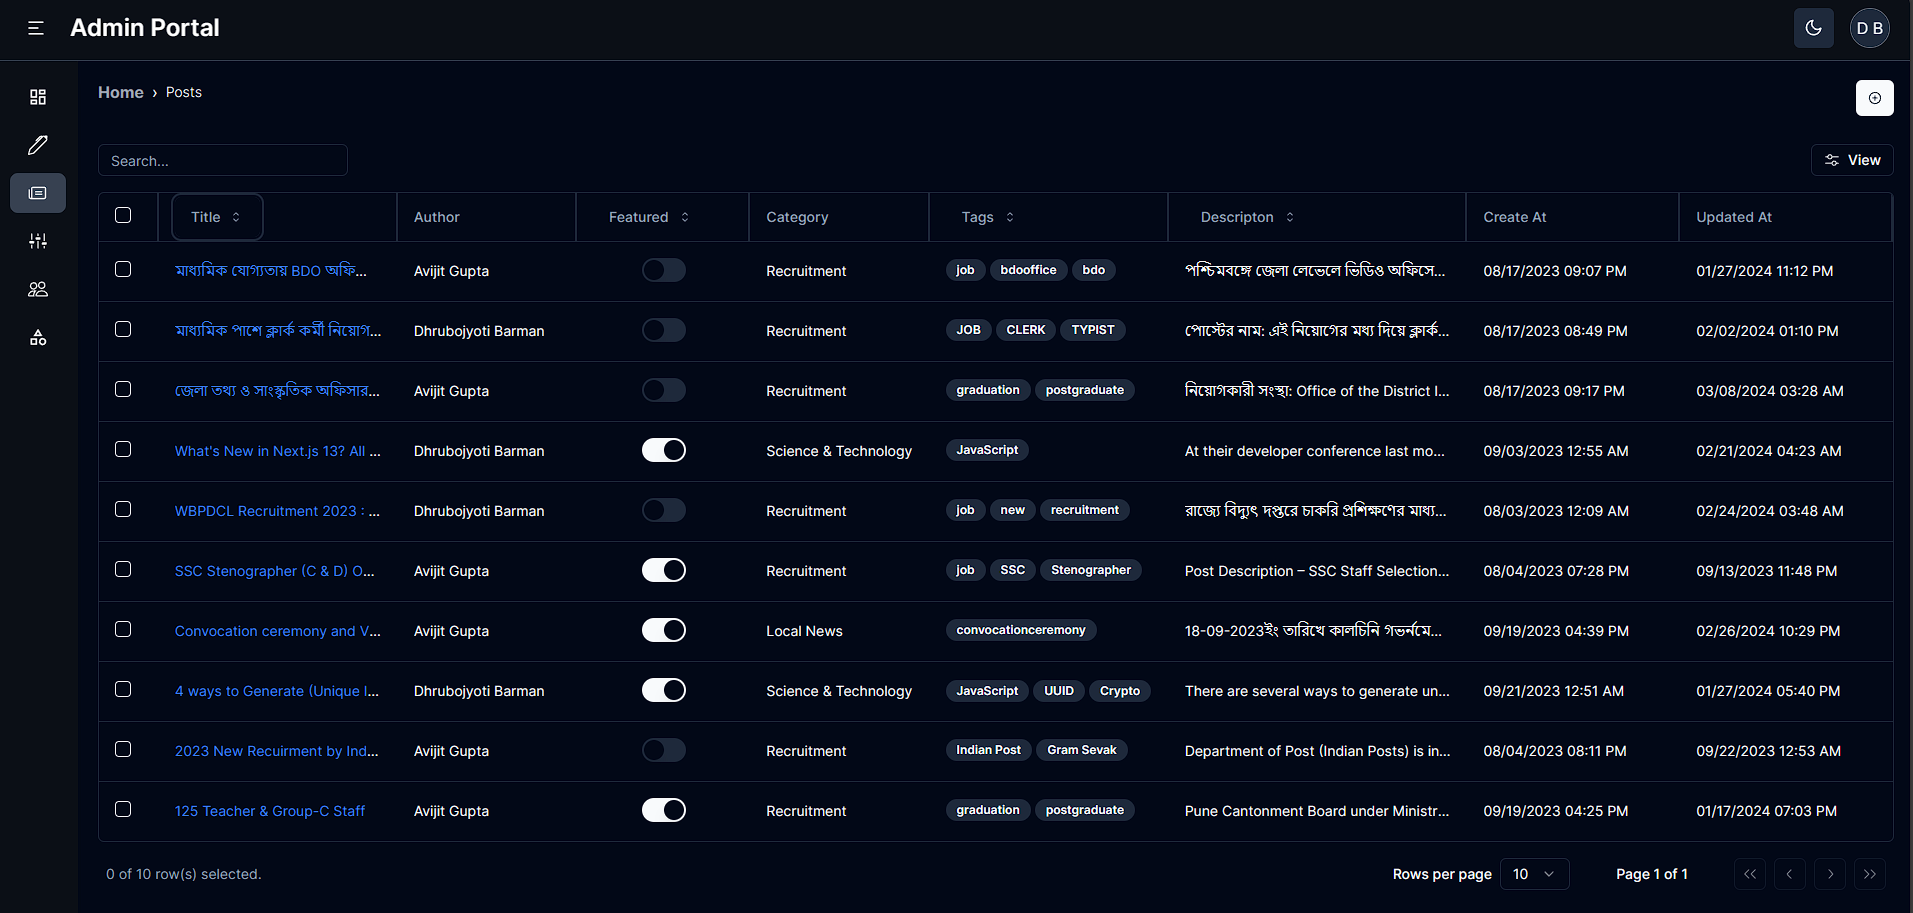 Admin Portal
D B
Home › Posts
Search...
View
Title Author Featured Category Tags Descripton Create At Updated At
মাধ্যমিক যোগ্যতায় BDO অফি... Avijit Gupta Recruitment job bdooffice bdo পশ্চিমবঙ্গে জেলা লেভেলে ভিডিও অফিসে... 08/17/2023 09:07 PM 01/27/2024 11:12 PM
মাধ্যমিক পাশে ক্লার্ক কর্মী নিয়োগ... Dhrubojyoti Barman Recruitment JOB CLERK TYPIST পোস্টের নাম: এই নিয়োগের মধ্য দিয়ে ক্লার্ক... 08/17/2023 08:49 PM 02/02/2024 01:10 PM
জেলা তথ্য ও সাংস্কৃতিক অফিসার... Avijit Gupta Recruitment graduation postgraduate নিয়োগকারী সংস্থা: Office of the District I... 08/17/2023 09:17 PM 03/08/2024 03:28 AM
What's New in Next.js 13? All ... Dhrubojyoti Barman Science & Technology JavaScript At their developer conference last mo... 09/03/2023 12:55 AM 02/21/2024 04:23 AM
WBPDCL Recruitment 2023 : ... Dhrubojyoti Barman Recruitment job new recruitment রাজ্যে বিদ্যুৎ দপ্তরে চাকরি প্রশিক্ষণের মাধ্য... 08/03/2023 12:09 AM 02/24/2024 03:48 AM
SSC Stenographer (C & D) O... Avijit Gupta Recruitment job SSC Stenographer Post Description – SSC Staff Selection... 08/04/2023 07:28 PM 09/13/2023 11:48 PM
Convocation ceremony and V... Avijit Gupta Local News convocationceremony 18-09-2023ইং তারিখে কালচিনি গভর্নমে... 09/19/2023 04:39 PM 02/26/2024 10:29 PM
4 ways to Generate (Unique I... Dhrubojyoti Barman Science & Technology JavaScript UUID Crypto There are several ways to generate un... 09/21/2023 12:51 AM 01/27/2024 05:40 PM
2023 New Recuirment by Ind... Avijit Gupta Recruitment Indian Post Gram Sevak Department of Post (Indian Posts) is in... 08/04/2023 08:11 PM 09/22/2023 12:53 AM
125 Teacher & Group-C Staff Avijit Gupta Recruitment graduation postgraduate Pune Cantonment Board under Ministr... 09/19/2023 04:25 PM 01/17/2024 07:03 PM
0 of 10 row(s) selected. Rows per page 10 Page 1 of 1